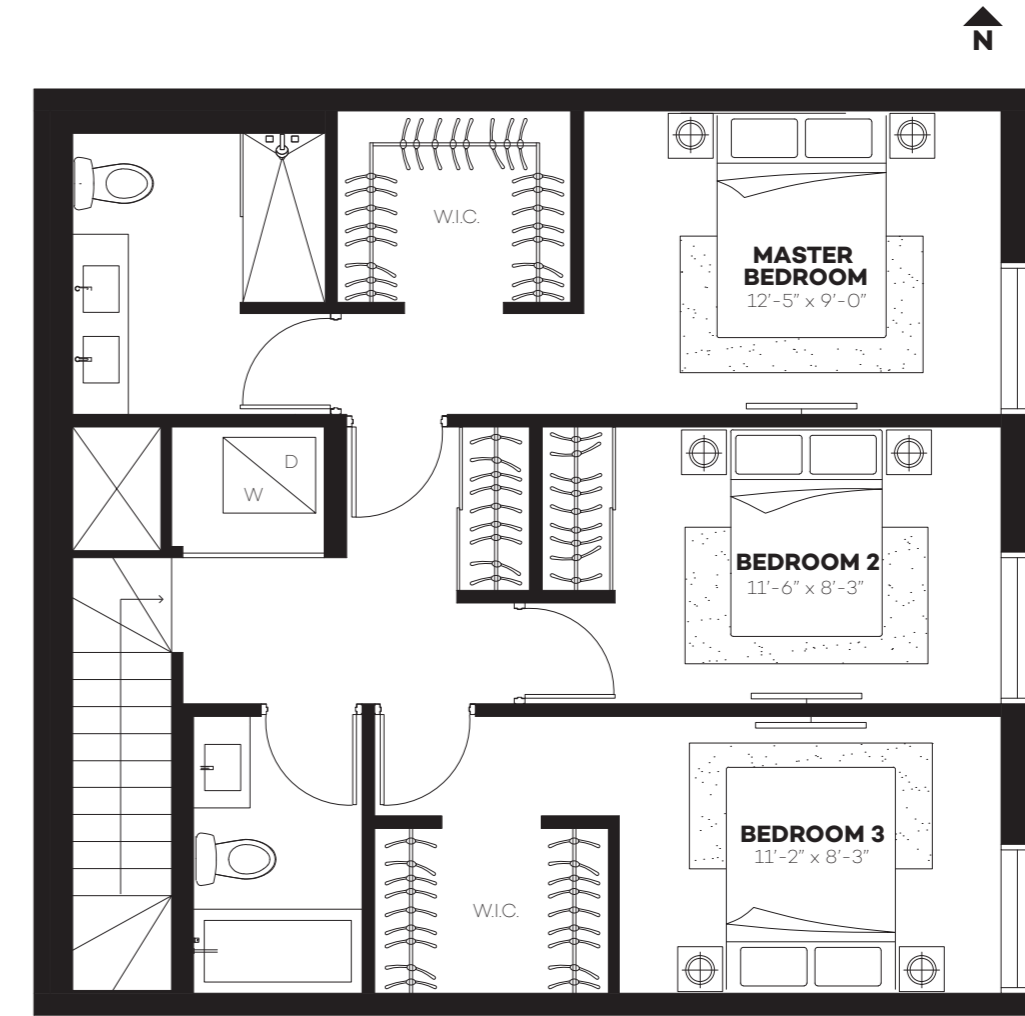 N
W.I.C.
MASTER
BEDROOM
12'-5" x 9'-0"
D
W
BEDROOM 2
11'-6" x 8'-3"
BEDROOM 3
11'-2" x 8'-3"
W.I.C.